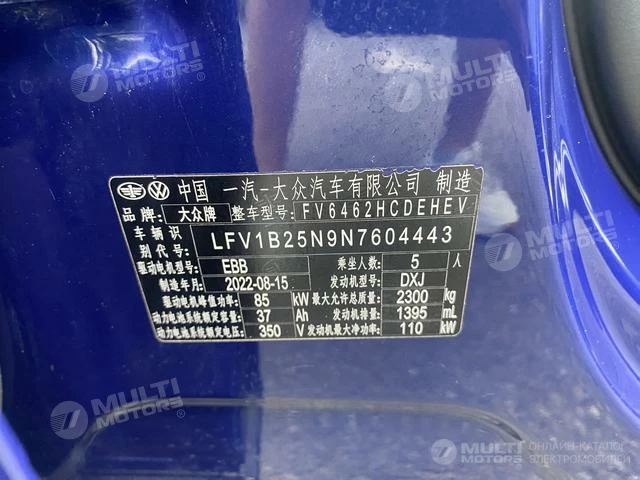 中国 一汽-大众汽车有限公司 制造
品牌: 大众牌 整车型号: FV6462HCDEHEV
车辆识别代号: LFV1B25N9N7604443
驱动电机型号: EBB 乘坐人数: 5 人
制造年月: 2022-08-15 发动机型号: DXJ
驱动电机峰值功率: 85 kW 最大允许总质量: 2300 kg
动力电池系统额定容量: 37 Ah 发动机排量: 1395 mL
动力电池系统额定电压: 350 V 发动机最大净功率: 110 kW
MULTI MOTORS
MULTI MOTORS
MULTI MOTORS
MULTI MOTORS
MULTI MOTORS ОНЛАЙН-КАТАЛОГ ЭЛЕКТРОМОБИЛЕЙ